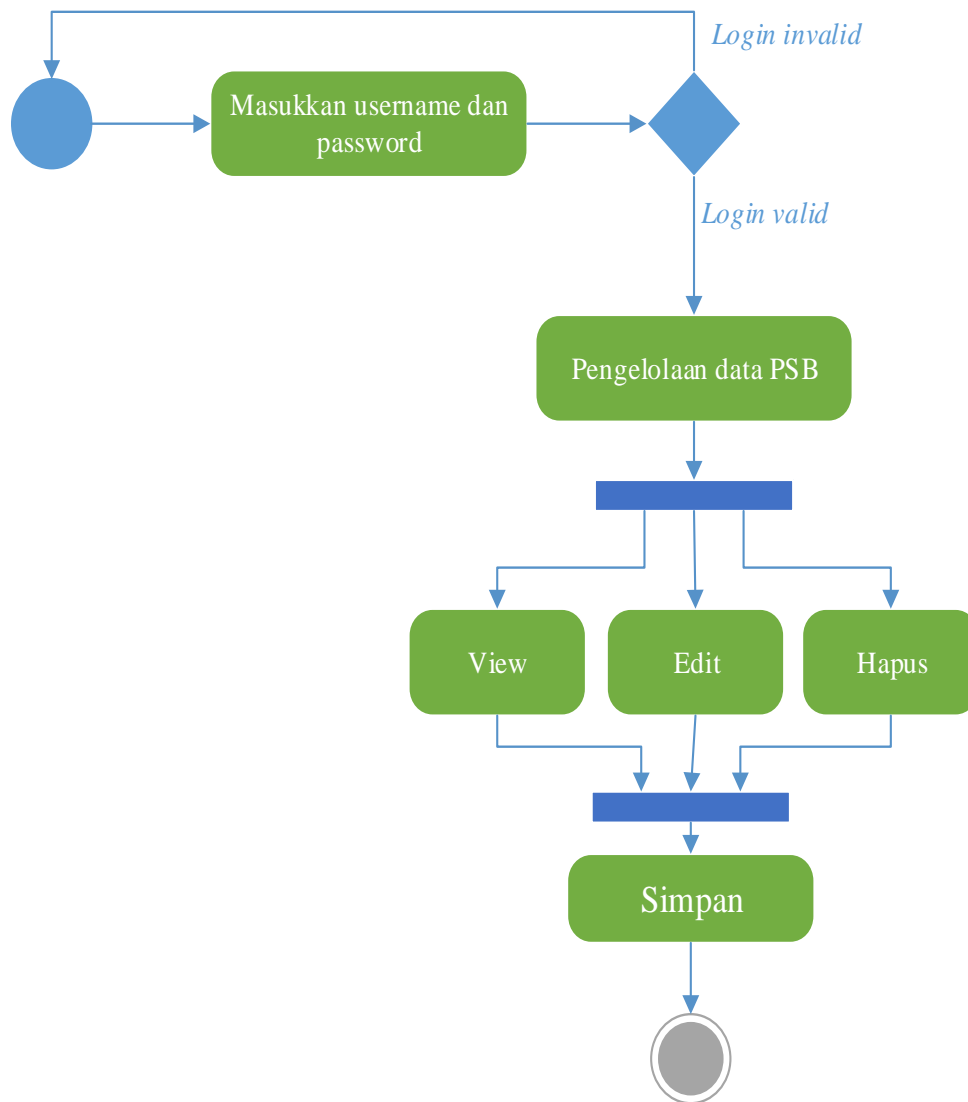 Login invalid
Masukkan username dan
password
Login valid
Pengelolaan data PSB
View
Edit
Hapus
Simpan